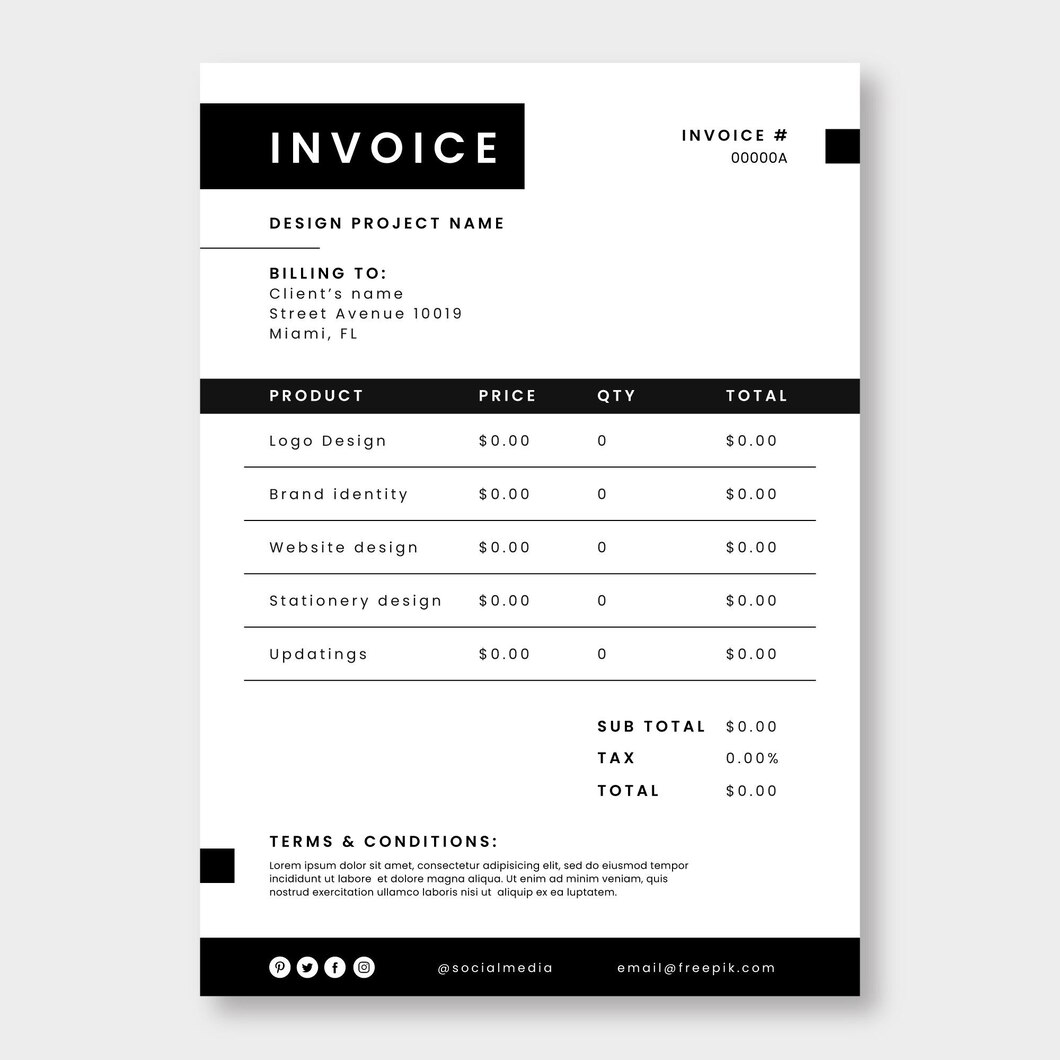 INVOICE
INVOICE #
00000A
DESIGN PROJECT NAME
BILLING TO:
Client’s name
Street Avenue 10019
Miami, FL
PRODUCT PRICE QTY TOTAL
Logo Design $0.00 0 $0.00
Brand identity $0.00 0 $0.00
Website design $0.00 0 $0.00
Stationery design $0.00 0 $0.00
Updatings $0.00 0 $0.00
SUB TOTAL $0.00
TAX 0.00%
TOTAL $0.00
TERMS & CONDITIONS:
Lorem ipsum dolor sit amet, consectetur adipisicing elit, sed do eiusmod tempor
incididunt ut labore  et dolore magna aliqua. Ut enim ad minim veniam, quis
nostrud exercitation ullamco laboris nisi ut  aliquip ex ea luptatem.
@socialmedia email@freepik.com